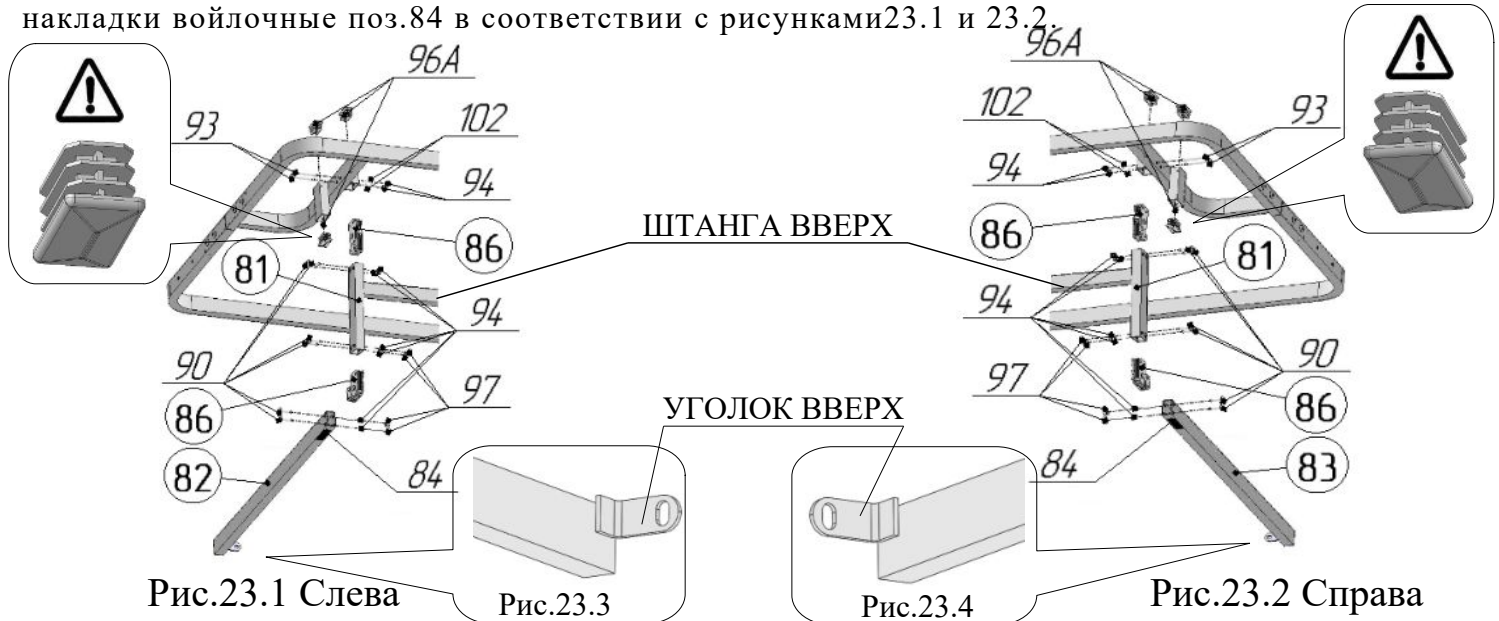 накладки войлочные поз.84 в соответствии с рисунками23.1 и 23.2.
96А
96А
93
102
102
93
94
94
86
ШТАНГА ВВЕРХ
86
81
81
94
94
90
97
97
90
86
УГОЛОК ВВЕРХ
86
82
84
84
83
Рис.23.1 Слева
Рис.23.3
Рис.23.4
Рис.23.2 Справа